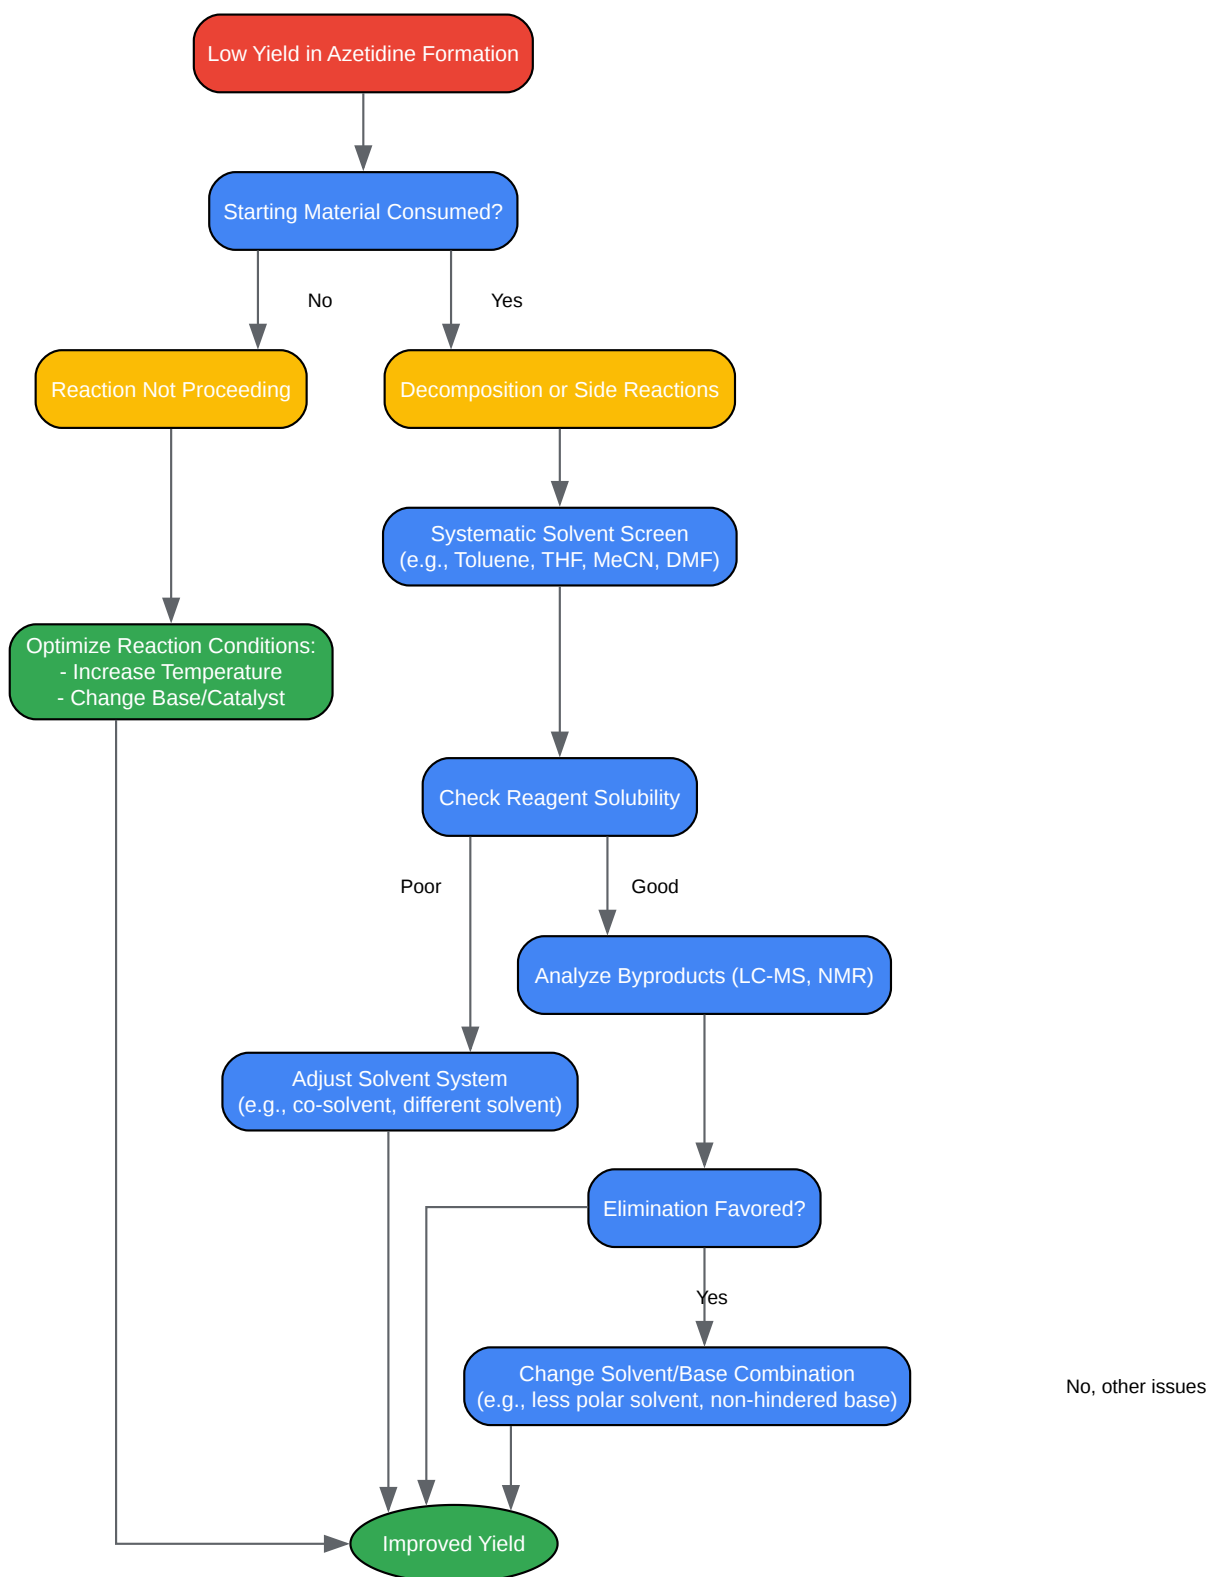 Low Yield in Azetidine Formation
Starting Material Consumed?
No
Yes
Reaction Not Proceeding
Decomposition or Side Reactions
Systematic Solvent Screen
(e.g., Toluene, THF, MeCN, DMF)
Optimize Reaction Conditions:
- Increase Temperature
- Change Base/Catalyst
Check Reagent Solubility
Poor
Good
Analyze Byproducts (LC-MS, NMR)
Adjust Solvent System
(e.g., co-solvent, different solvent)
Elimination Favored?
Yes
Change Solvent/Base Combination
(e.g., less polar solvent, non-hindered base)
No, other issues
Improved Yield